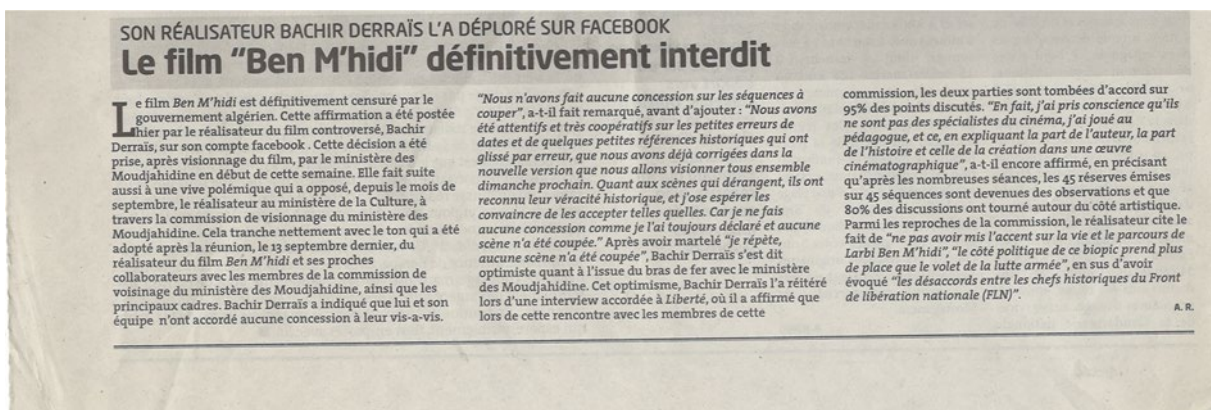 SON RÉALISATEUR BACHIR DERRAÏS L'A DÉPLORÉ SUR FACEBOOK
Le film "Ben M'hidi" définitivement interdit
Le film Ben M'hidi est définitivement censuré par le
gouvernement algérien. Cette affirmation a été postée
hier par le réalisateur du film controversé, Bachir
Derraïs, sur son compte facebook . Cette décision a été
prise, après visionnage du film, par le ministère des
Moudjahidine en début de cette semaine. Elle fait suite
aussi à une vive polémique qui a opposé, depuis le mois de
septembre, le réalisateur au ministère de la Culture, à
travers la commission de visionnage du ministère des
Moudjahidine. Cela tranche nettement avec le ton qui a été
adopté après la réunion, le 13 septembre dernier, du
réalisateur du film Ben M'hidi et ses proches
collaborateurs avec les membres de la commission de
voisinage du ministère des Moudjahidine, ainsi que les
principaux cadres. Bachir Derraïs a indiqué que lui et son
équipe n'ont accordé aucune concession à leur vis-a-vis.
"Nous n'avons fait aucune concession sur les séquences à
couper", a-t-il fait remarqué, avant d'ajouter : "Nous avons
été attentifs et très coopératifs sur les petites erreurs de
dates et de quelques petites références historiques qui ont
glissé par erreur, que nous avons déjà corrigées dans la
nouvelle version que nous allons visionner tous ensemble
dimanche prochain. Quant aux scènes qui dérangent, ils ont
reconnu leur véracité historique, et j'ose espérer les
convaincre de les accepter telles quelles. Car je ne fais
aucune concession comme je l'ai toujours déclaré et aucune
scène n'a été coupée." Après avoir martelé "je répète,
aucune scène n'a été coupée", Bachir Derraïs s'est dit
optimiste quant à l'issue du bras de fer avec le ministère
des Moudjahidine. Cet optimisme, Bachir Derraïs l'a réitéré
lors d'une interview accordée à Liberté, où il a affirmé que
lors de cette rencontre avec les membres de cette
commission, les deux parties sont tombées d'accord sur
95% des points discutés. "En fait, j'ai pris conscience qu'ils
ne sont pas des spécialistes du cinéma, j'ai joué au
pédagogue, et ce, en expliquant la part de l'auteur, la part
de l'histoire et celle de la création dans une œuvre
cinématographique", a-t-il encore affirmé, en précisant
qu'après les nombreuses séances, les 45 réserves émises
sur 45 séquences sont devenues des observations et que
80% des discussions ont tourné autour du côté artistique.
Parmi les reproches de la commission, le réalisateur cite le
fait de "ne pas avoir mis l'accent sur la vie et le parcours de
Larbi Ben M'hidi", "le côté politique de ce biopic prend plus
de place que le volet de la lutte armée", en sus d'avoir
évoqué "les désaccords entre les chefs historiques du Front
de libération nationale (FLN)".
A. R.